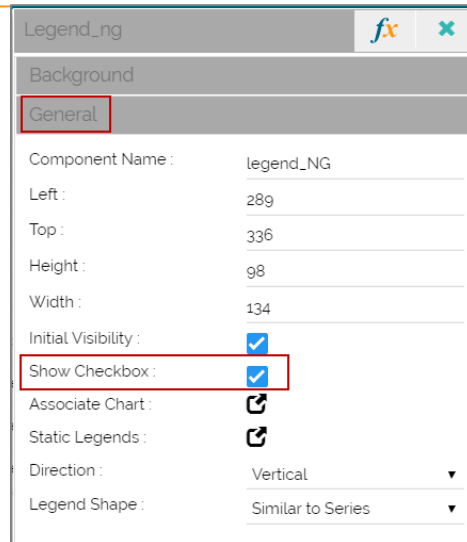 Legend_ng fx
Background
General
Component Name : legend_NG
Left : 289
Top : 336
Height : 98
Width : 134
Initial Visibility :
Show Checkbox :
Associate Chart :
Static Legends :
Direction : Vertical
Legend Shape : Similar to Series